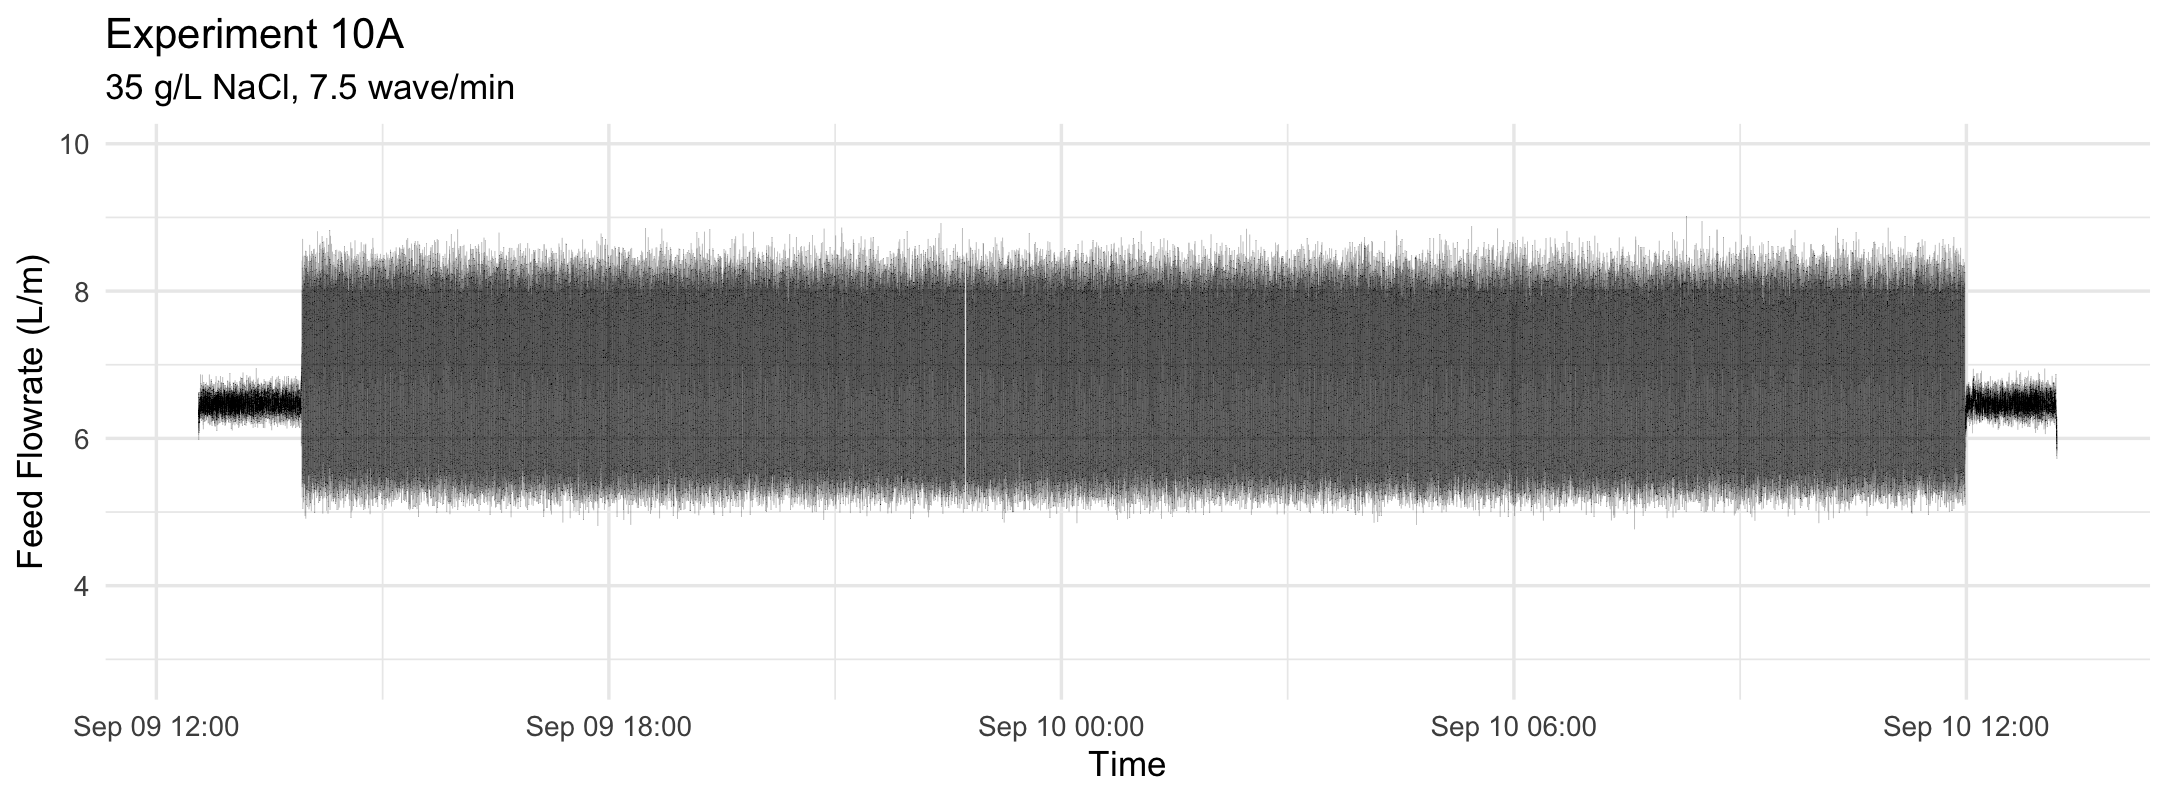 Experiment 10A
35 g/L NaCl, 7.5 wave/min
Feed Flowrate (L/m)
10
8
6
4
Sep 09 12:00 Sep 09 18:00 Sep 10 00:00 Sep 10 06:00 Sep 10 12:00
Time